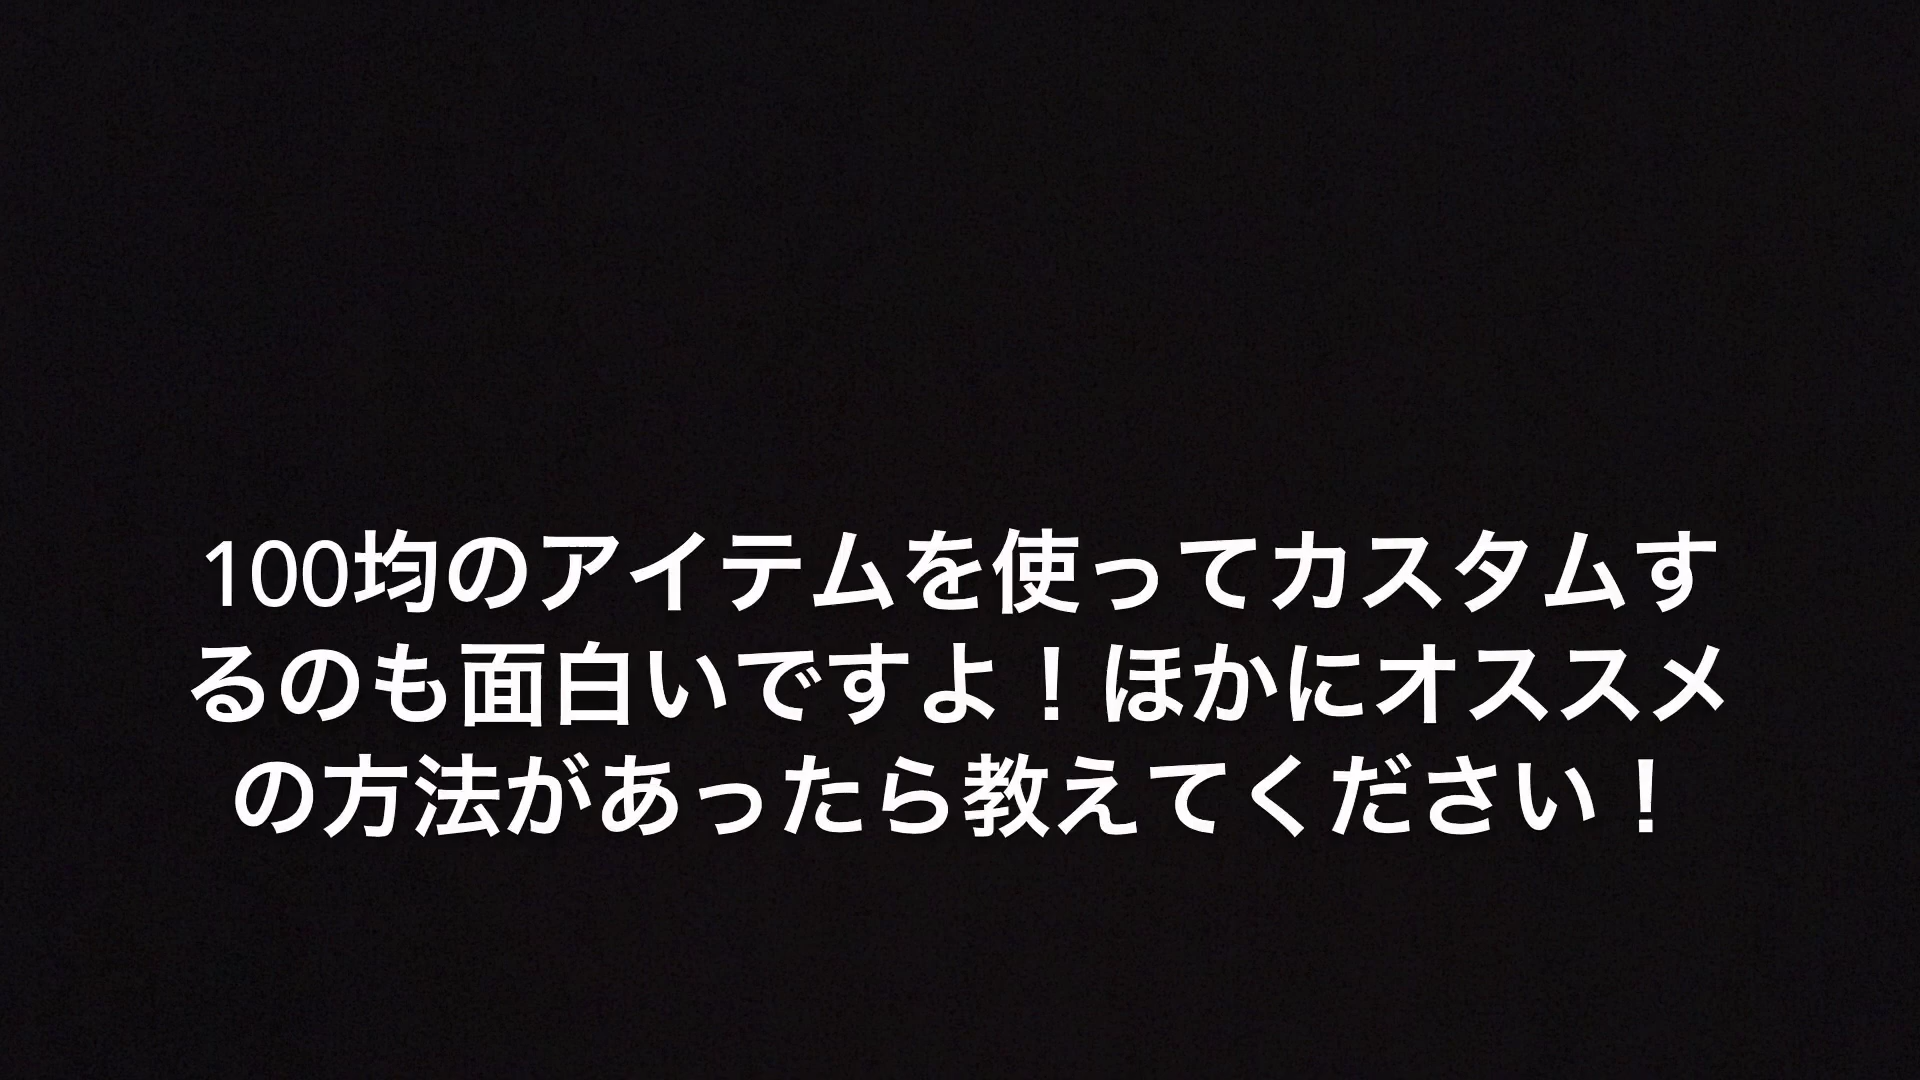 100均のアイテムを使ってカスタムす
るのも面白いですよ！ほかにオススメ
の方法があったら教えてください！